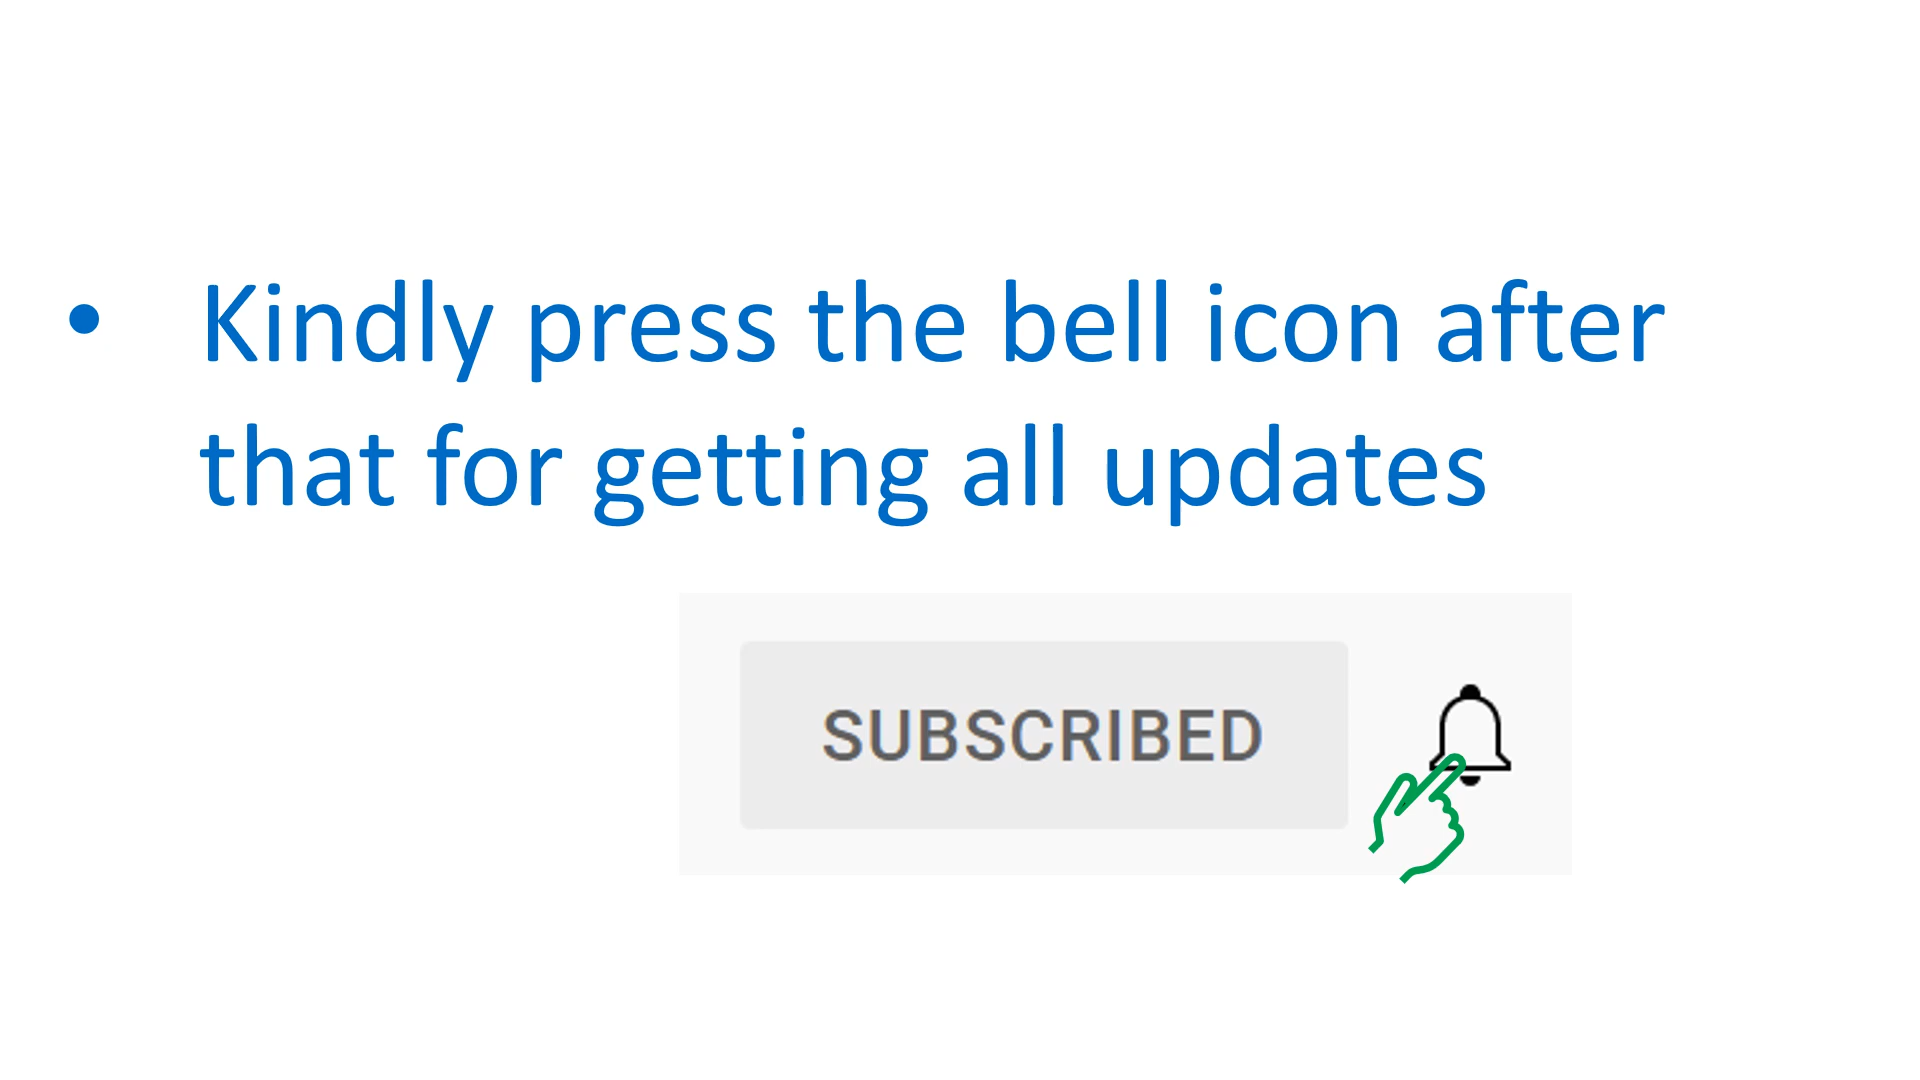 • Kindly press the bell icon after
that for getting all updates
SUBSCRIBED